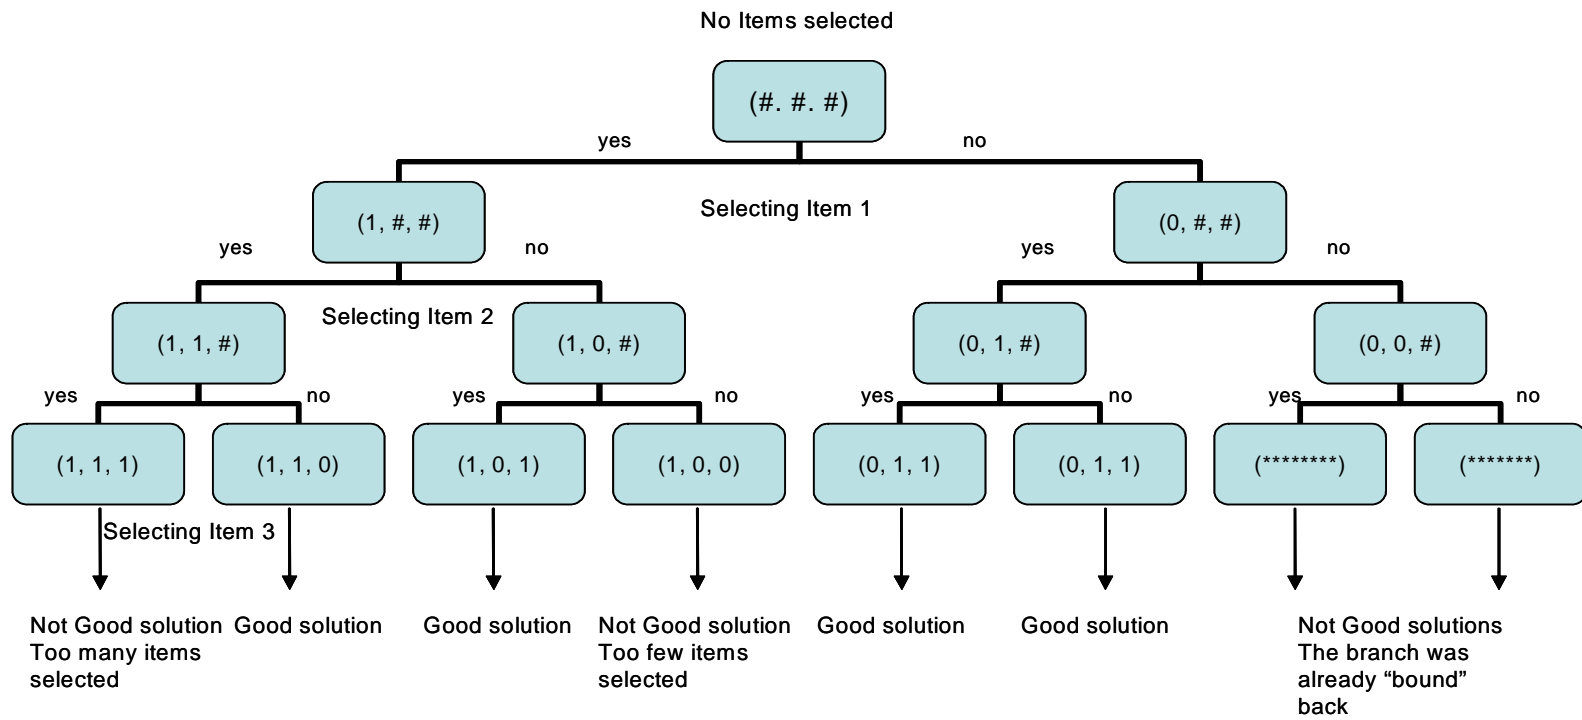 No Items selected
(#. #. #)
yes
no
(1, #, #)
Selecting Item 1
(0, #, #)
yes
no
yes
no
(1, 1, #)
Selecting Item 2
(1, 0, #)
(0, 1, #)
(0, 0, #)
yes
no
yes
no
yes
no
yes
no
(1, 1, 1)
(1, 1, 0)
(1, 0, 1)
(1, 0, 0)
(0, 1, 1)
(0, 1, 1)
(********)
(*******)
Selecting Item 3
Not Good solution
Too many items
selected
Good solution
Good solution
Not Good solution
Too few items
selected
Good solution
Good solution
Not Good solutions
The branch was
already “bound”
back